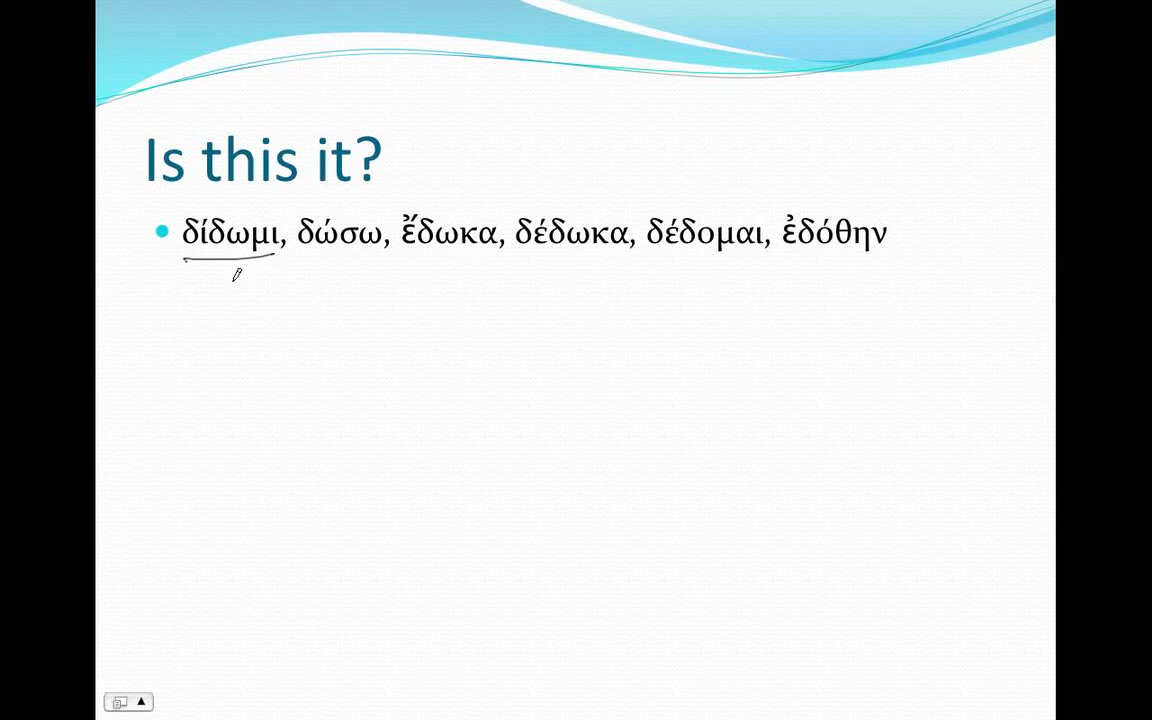 Is this it?
• δίδωμι, δώσω, ἔδωκα, δέδωκα, δέδομαι, ἐδόθην